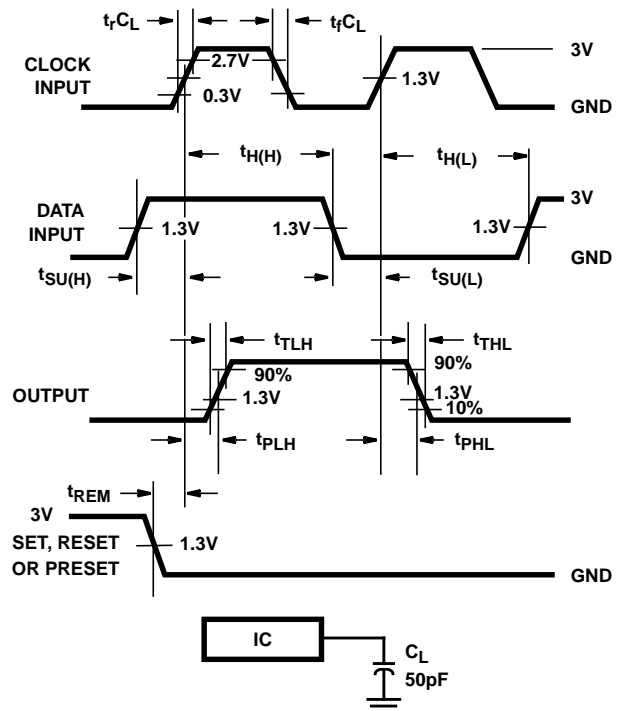 trCL
tfCL
CLOCK
INPUT
2.7V
0.3V
1.3V
3V
GND
tH(H)
tH(L)
DATA
INPUT
1.3V
1.3V
1.3V
3V
GND
tSU(H)
tSU(L)
tTLH
tTHL
OUTPUT
90%
1.3V
90%
1.3V
10%
tPLH
tPHL
tREM
3V
SET, RESET
OR PRESET
1.3V
GND
IC
CL
50pF